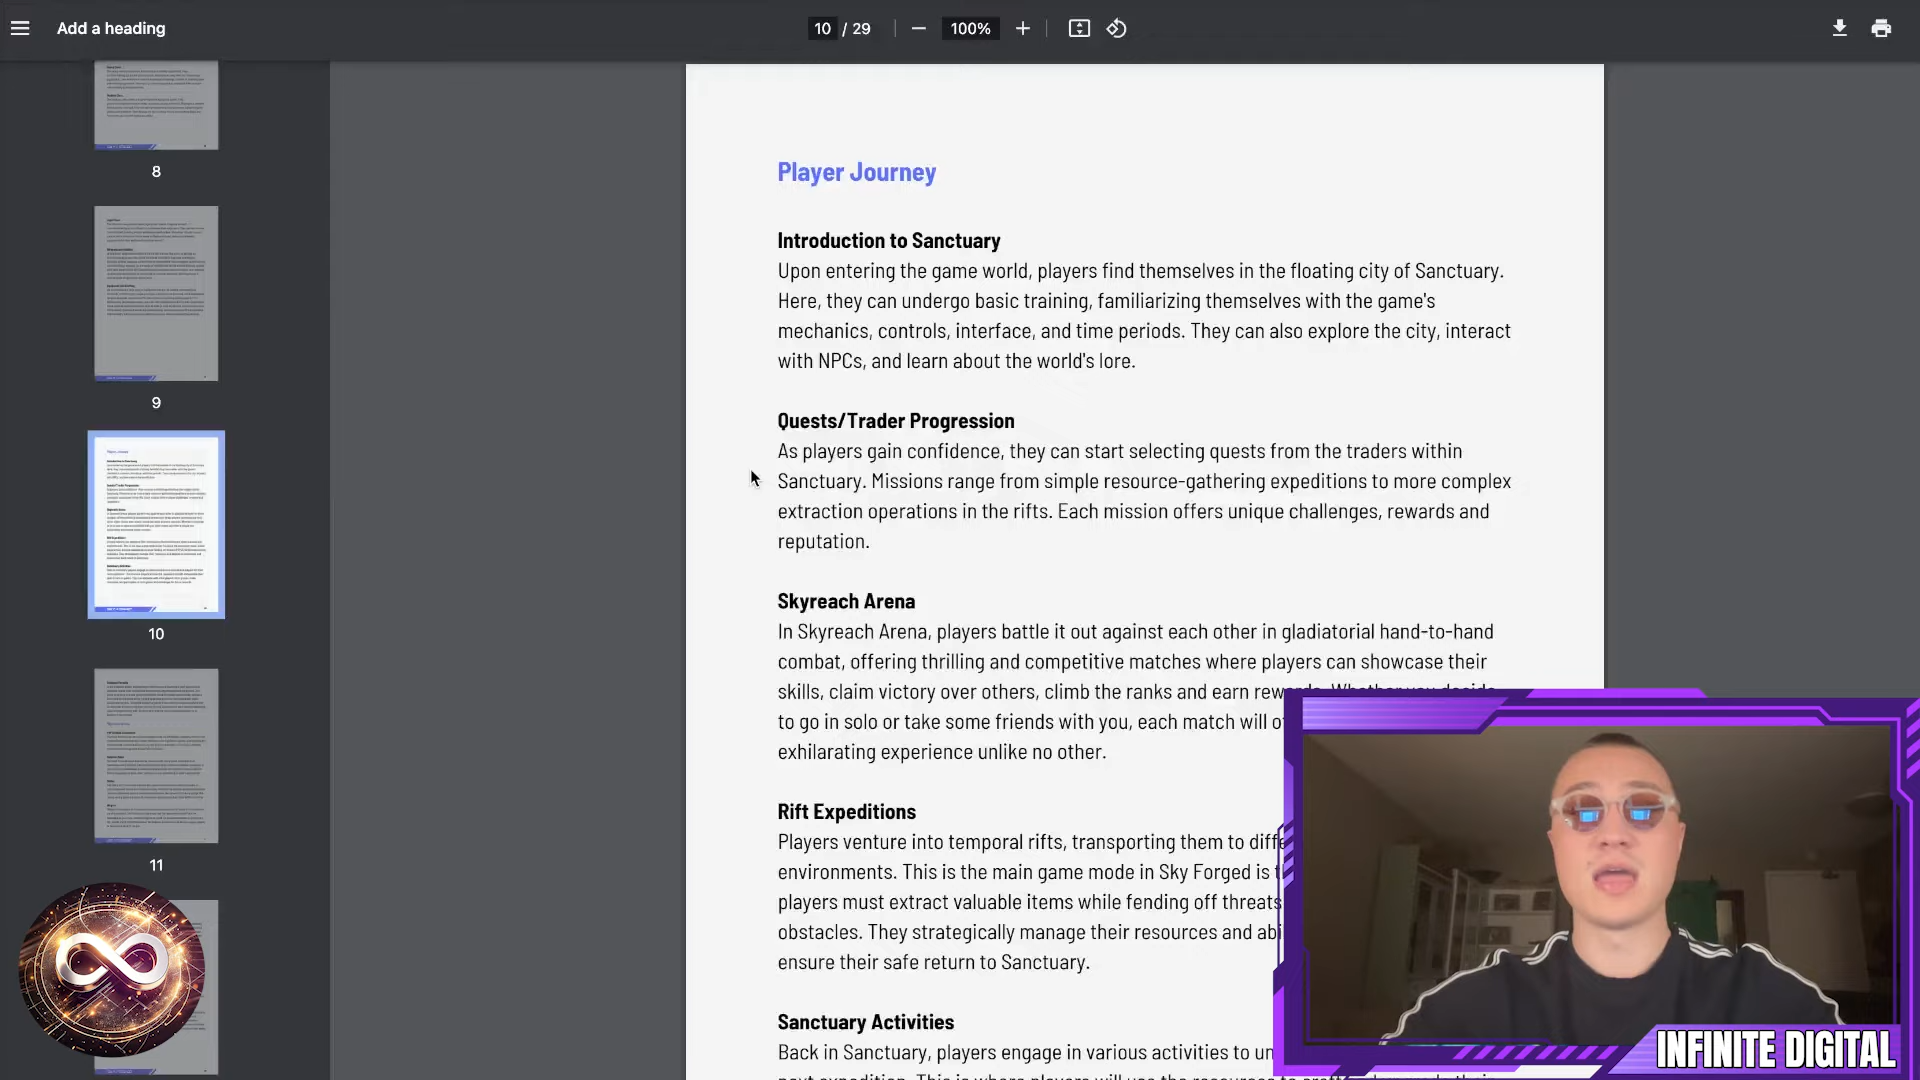 Add a heading
10 / 29
100%
8
9
10
11
Player Journey
Introduction to Sanctuary
Upon entering the game world, players find themselves in the floating city of Sanctuary.
Here, they can undergo basic training, familiarizing themselves with the game's
mechanics, controls, interface, and time periods. They can also explore the city, interact
with NPCs, and learn about the world's lore.
Quests/Trader Progression
As players gain confidence, they can start selecting quests from the traders within
Sanctuary. Missions range from simple resource-gathering expeditions to more complex
extraction operations in the rifts. Each mission offers unique challenges, rewards and
reputation.
Skyreach Arena
In Skyreach Arena, players battle it out against each other in gladiatorial hand-to-hand
combat, offering thrilling and competitive matches where players can showcase their
skills, claim victory over others, climb the ranks and earn rewards. Whether you decide
to go in solo or take some friends with you, each match will
exhilarating experience unlike no other.
Rift Expeditions
Players venture into temporal rifts, transporting them to
environments. This is the main game mode in Sky Forged is
players must extract valuable items while fending off threats
obstacles. They strategically manage their resources and
ensure their safe return to Sanctuary.
Sanctuary Activities
Back in Sanctuary, players engage in various activities to
INFINITE DIGITAL